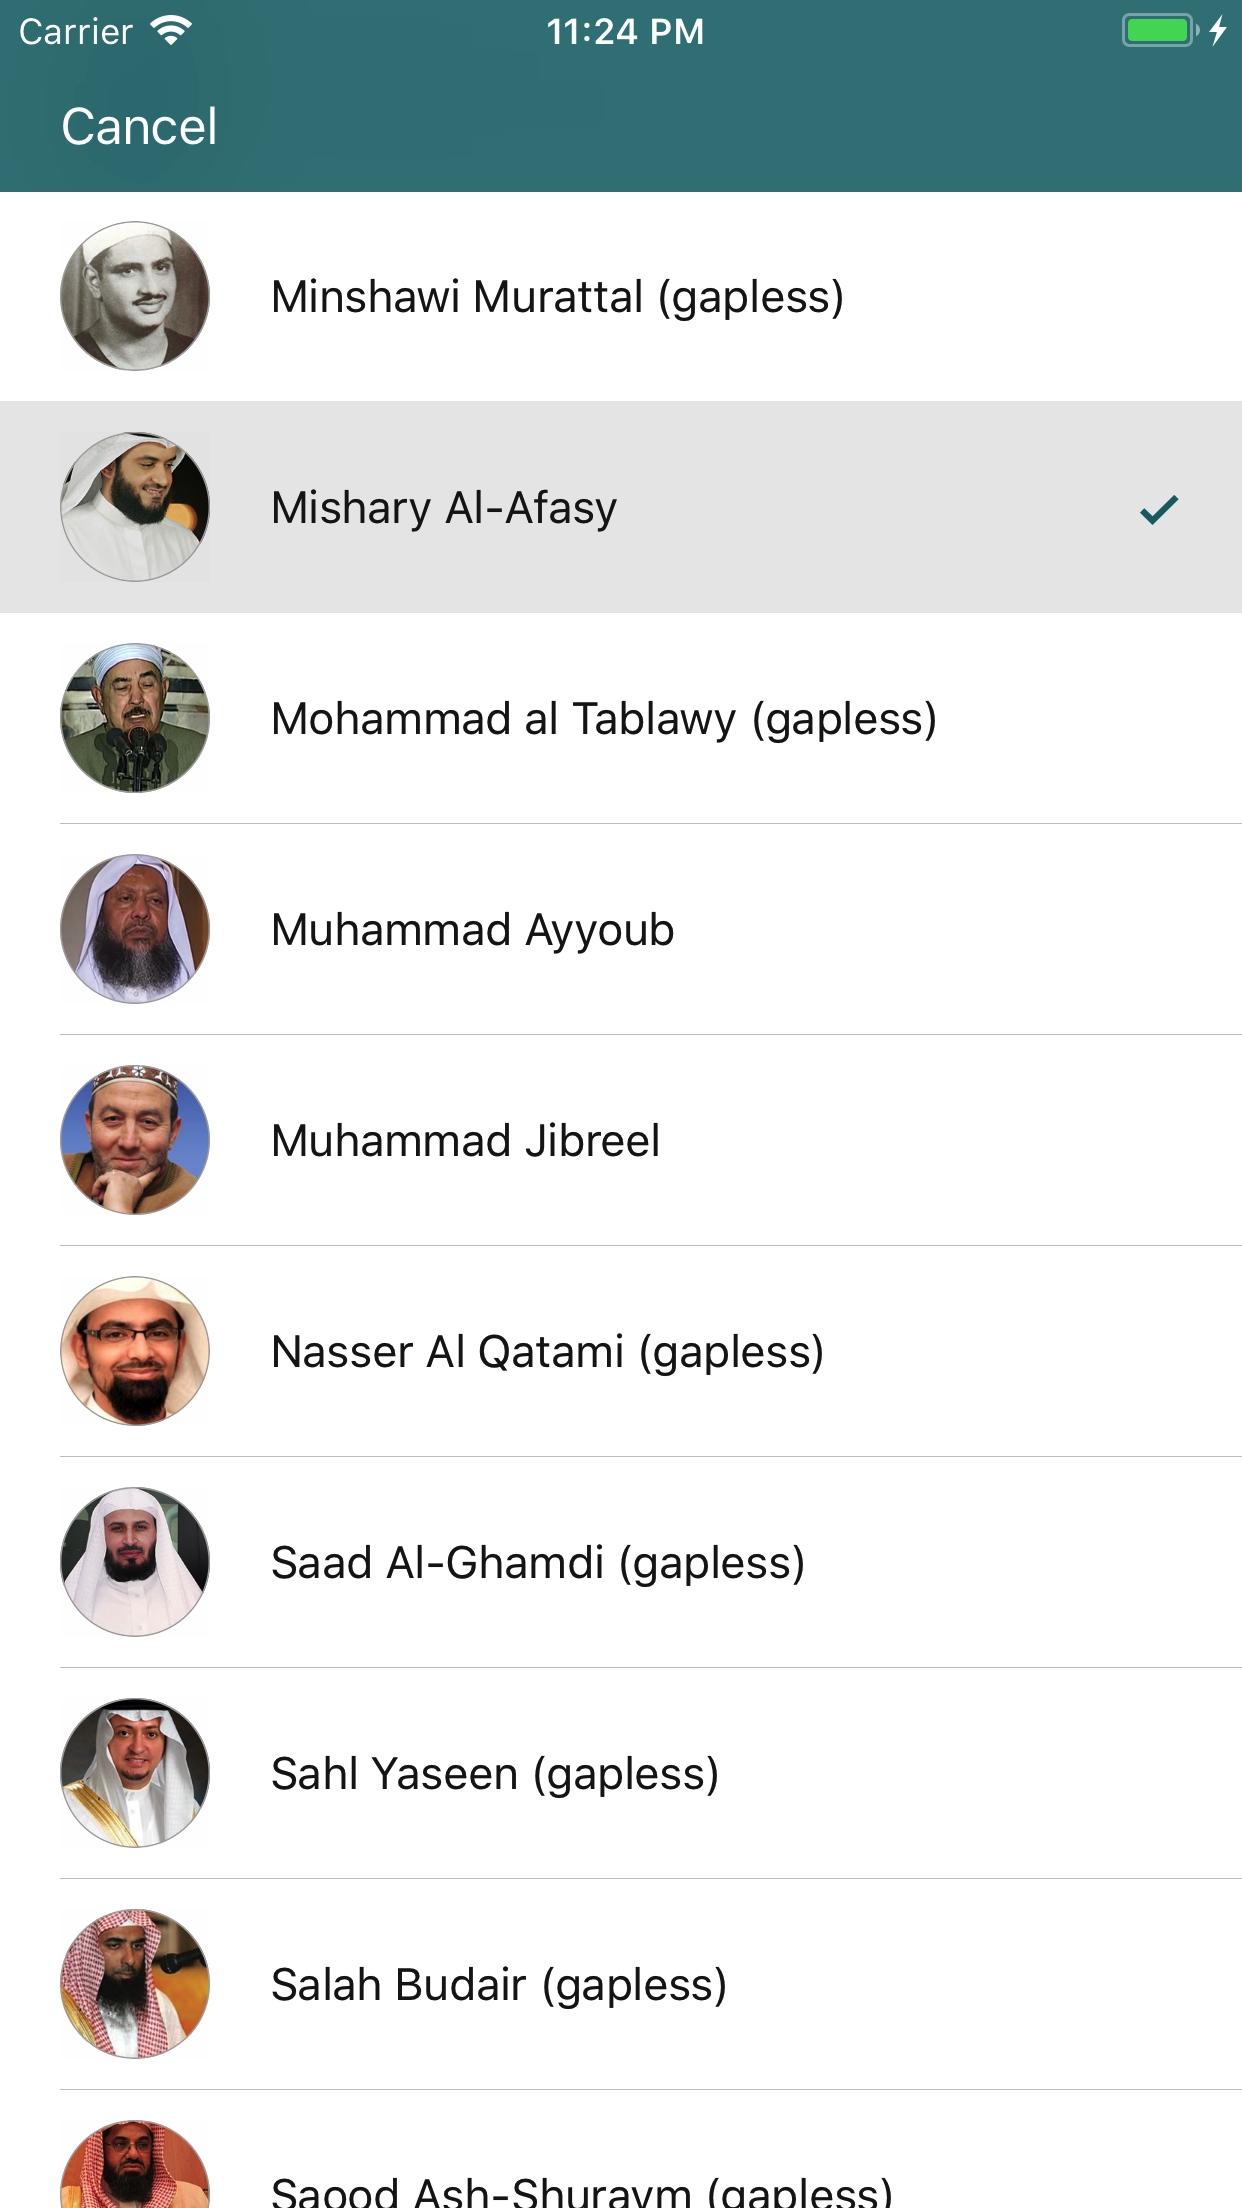 Carrier 11:24 PM
Cancel
Minshawi Murattal (gapless)
Mishary Al-Afasy
Mohammad al Tablawy (gapless)
Muhammad Ayyoub
Muhammad Jibreel
Nasser Al Qatami (gapless)
Saad Al-Ghamdi (gapless)
Sahl Yaseen (gapless)
Salah Budair (gapless)
Saood Ash-Shuraym (gapless)